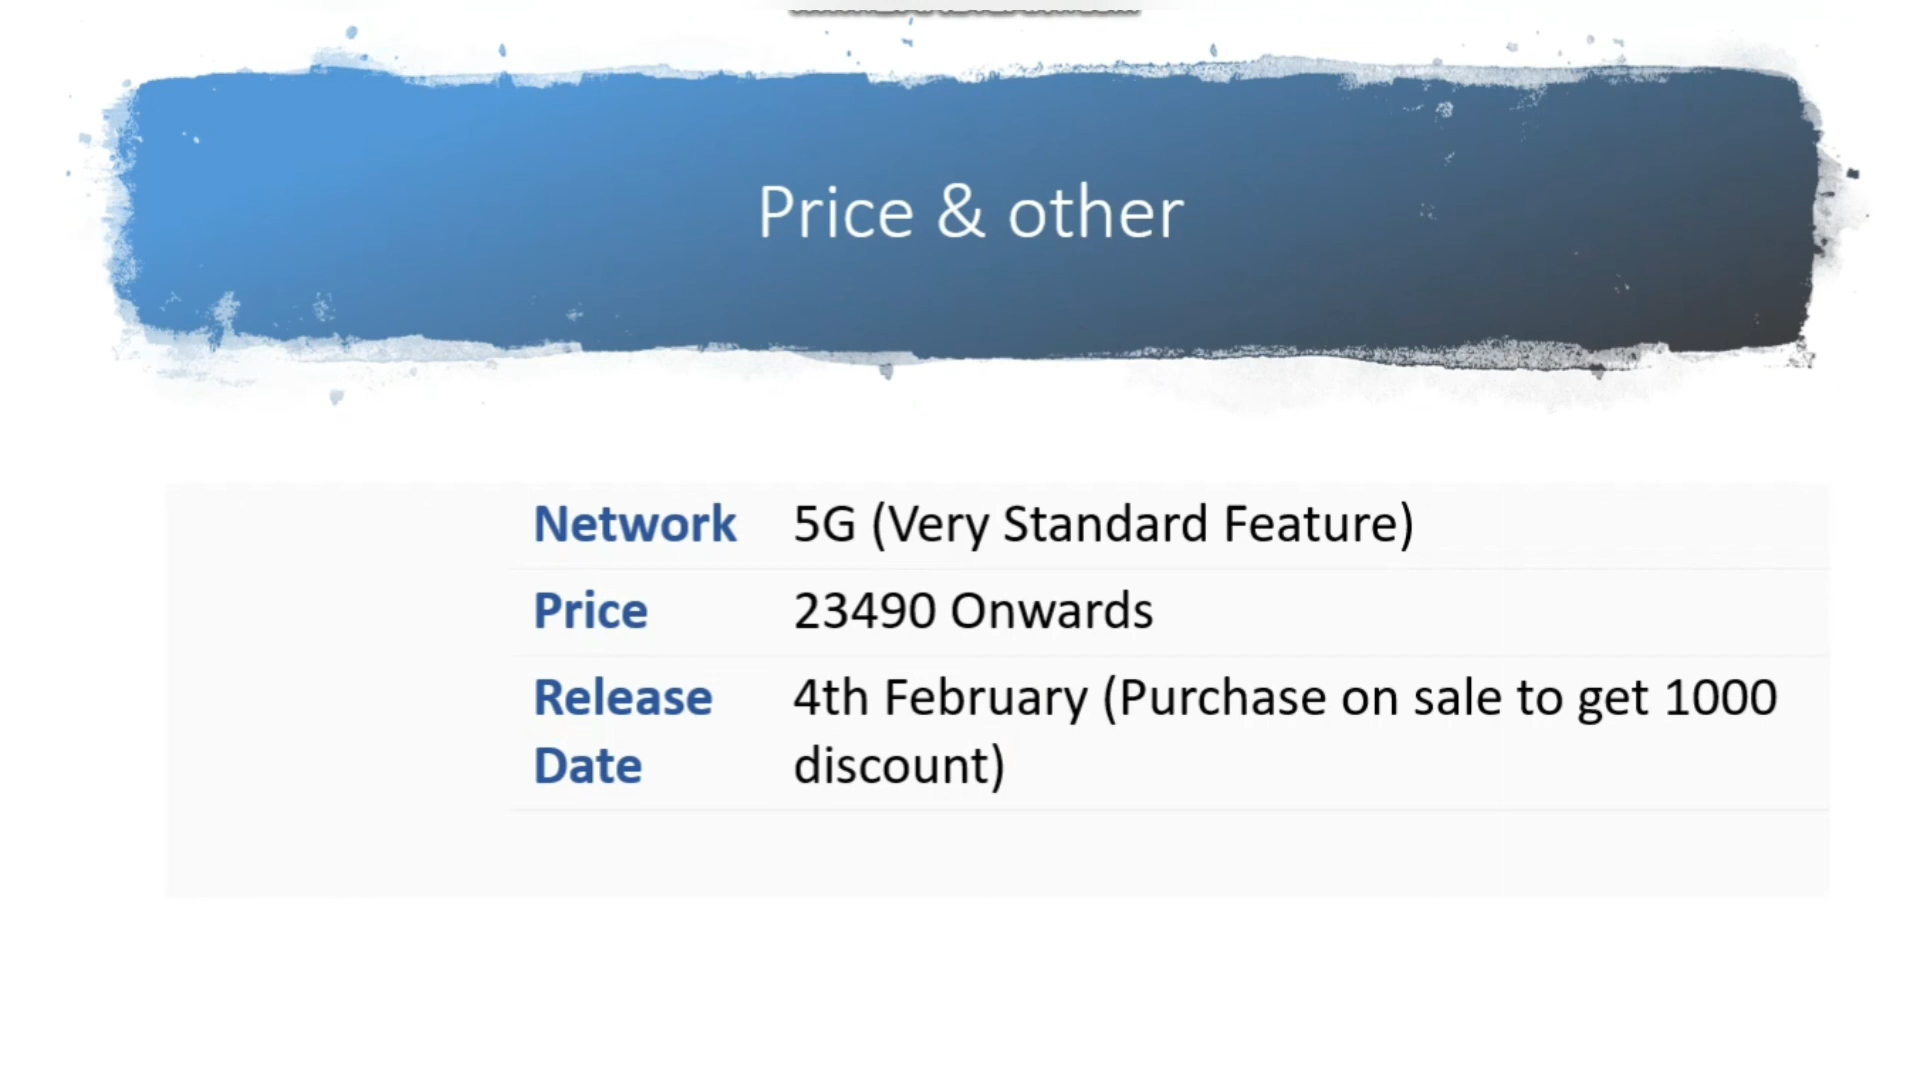 Price & other
Network 5G (Very Standard Feature)
Price 23490 Onwards
Release 4th February (Purchase on sale to get 1000
Date discount)